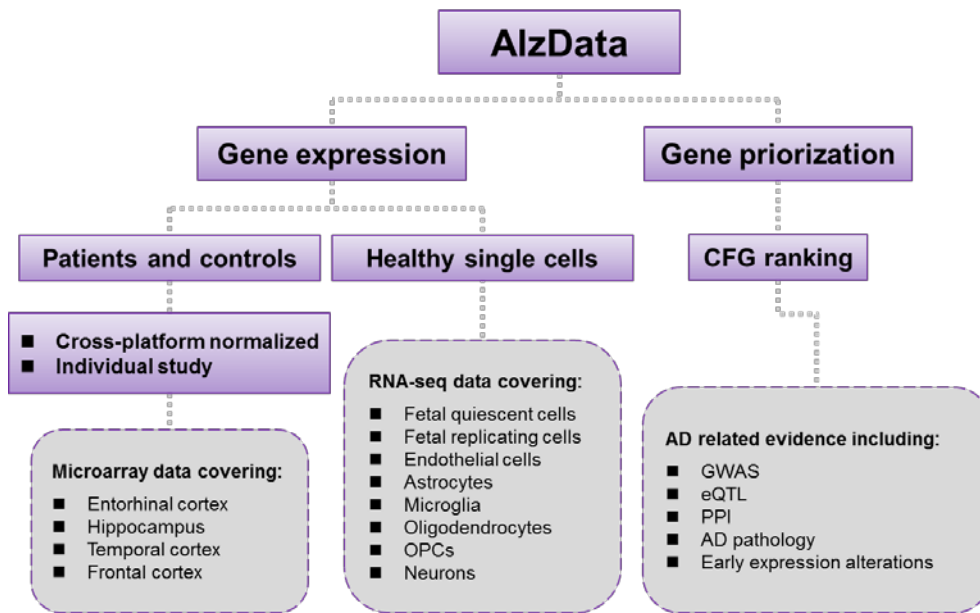 AlzData
Gene expression
Gene priorization
Patients and controls
Healthy single cells
CFG ranking
■ Cross-platform normalized
■ Individual study
Microarray data covering:
■ Entorhinal cortex
■ Hippocampus
■ Temporal cortex
■ Frontal cortex
RNA-seq data covering:
■ Fetal quiescent cells
■ Fetal replicating cells
■ Endothelial cells
■ Astrocytes
■ Microglia
■ Oligodendrocytes
■ OPCs
■ Neurons
AD related evidence including:
■ GWAS
■ eQTL
■ PPI
■ AD pathology
■ Early expression alterations